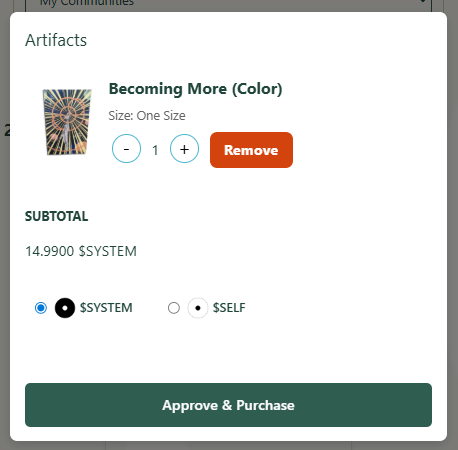 My Communities
Artifacts
Becoming More (Color)
Size: One Size
- 1 + Remove
2
SUBTOTAL
14.9900 $SYSTEM
$SYSTEM $SELF
Approve & Purchase